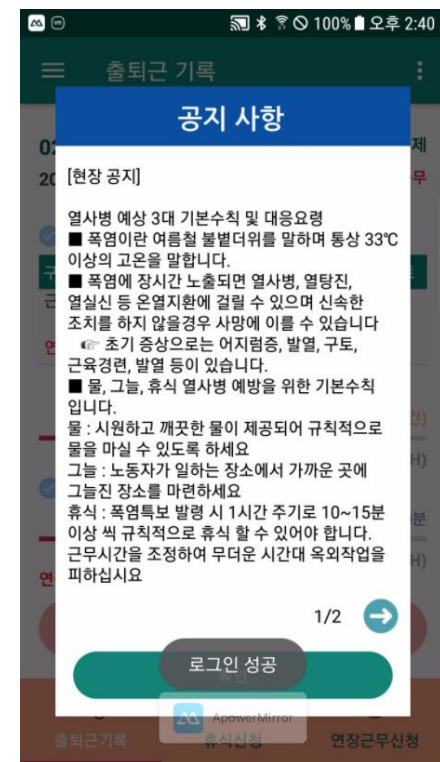 100% 오후 2:40
출퇴근 기록
공지 사항
[현장 공지]
열사병 예상 3대 기본수칙 및 대응요령
■ 폭염이란 여름철 불볕더위를 말하며 통상 33℃
이상의 고온을 말합니다.
■ 폭염에 장시간 노출되면 열사병, 열탕진,
열실신 등 온열지환에 걸릴 수 있으며 신속한
조치를 하지 않을경우 사망에 이를 수 있습니다
☞ 초기 증상으로는 어지럼증, 발열, 구토,
근육경련, 발열 등이 있습니다.
■ 물, 그늘, 휴식 열사병 예방을 위한 기본수칙
입니다.
물 : 시원하고 깨끗한 물이 제공되어 규칙적으로
물을 마실 수 있도록 하세요
그늘 : 노동자가 일하는 장소에서 가까운 곳에
그늘진 장소를 마련하세요
휴식 : 폭염특보 발령 시 1시간 주기로 10~15분
이상 씩 규칙적으로 휴식 할 수 있어야 합니다.
근무시간을 조정하여 무더운 시간대 옥외작업을
피하십시요
1/2
로그인 성공
ApowerMirror
출퇴근기록 휴식신청 연장근무신청